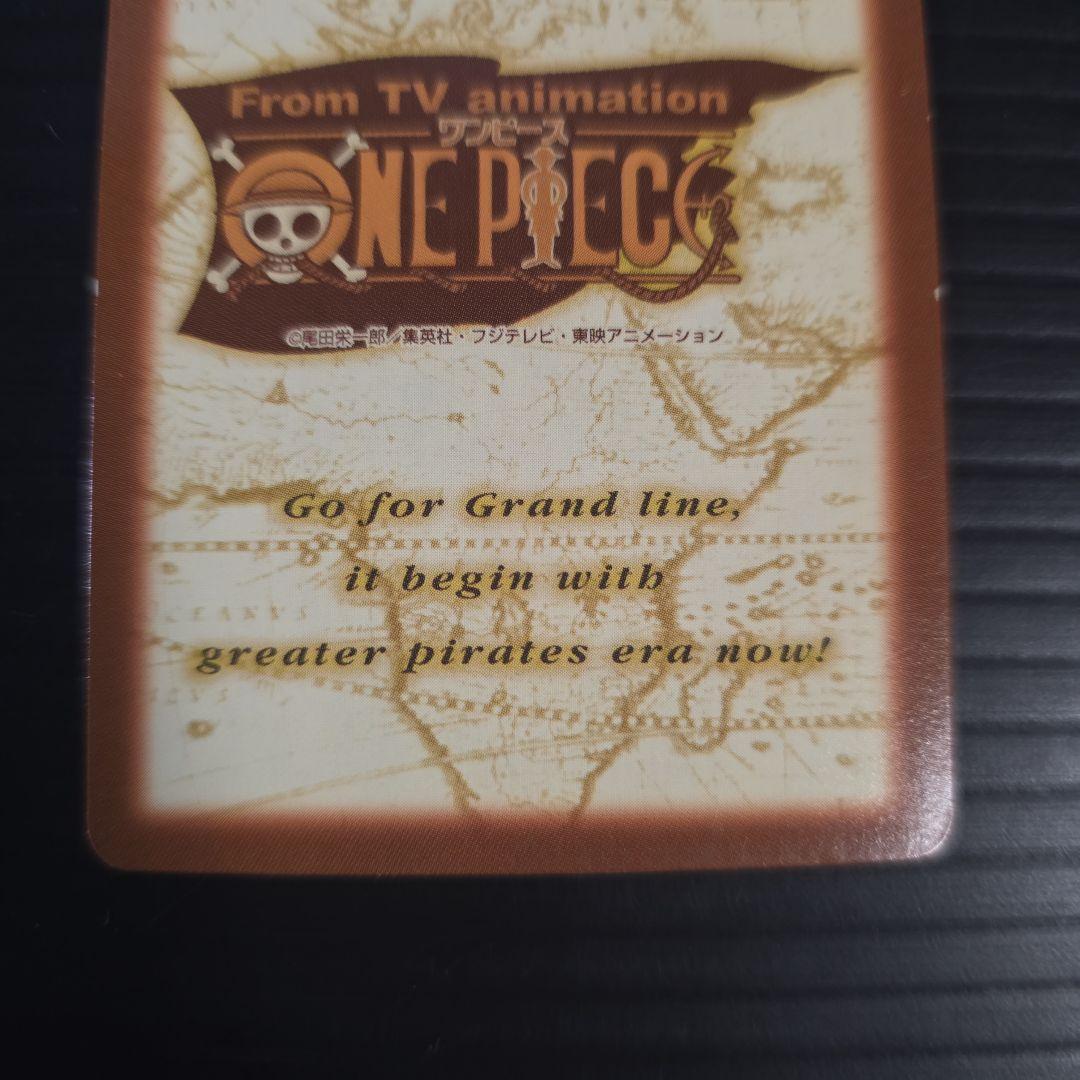 From TV animation
ワンピース
ONE PIECE
©尾田栄一郎／集英社・フジテレビ・東映アニメーション
Go for Grand line,
it begin with
OCEANVS
greater pirates era now!